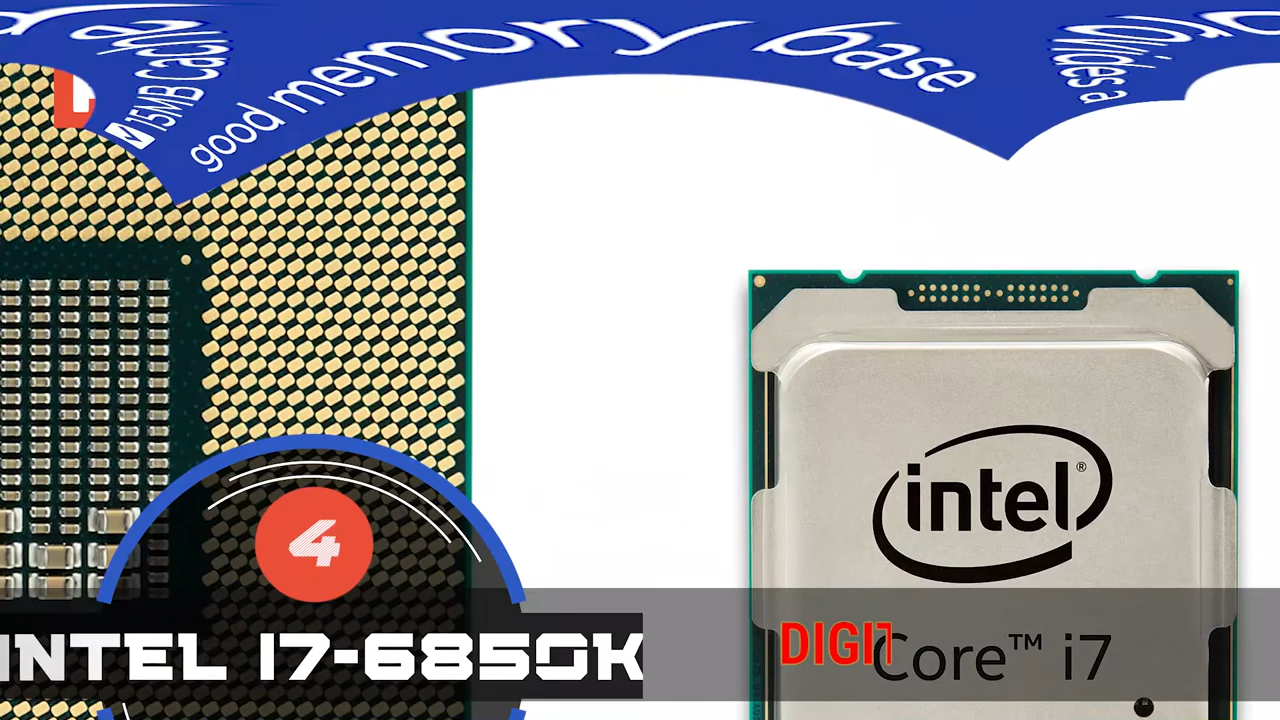 15MB cache
good memory base
provides a
4
intel®
INTEL I7-6850K
DIGIT
Core™ i7